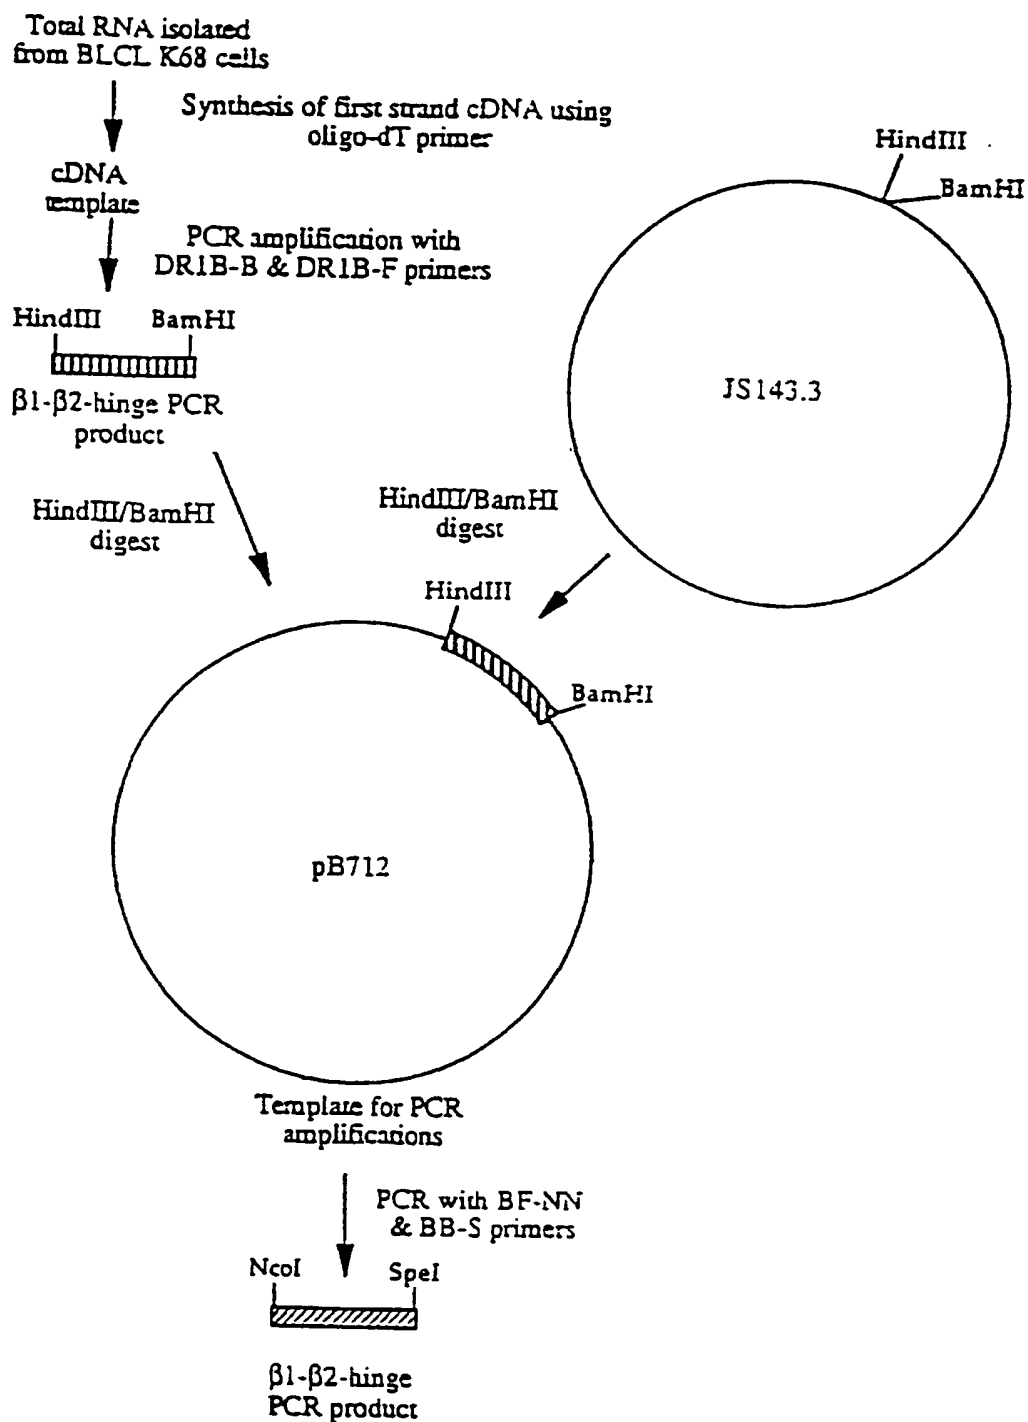 Total RNA isolated
from BLCL K68 cells
Synthesis of first strand cDNA using
oligo-dT primer
cDNA
template
PCR amplification with
DR1B-B & DR1B-F primers
HindIII
BamHI
β1-β2-hinge PCR
product
HindIII
BamHI
JS143.3
HindIII/BamHI
digest
HindIII/BamHI
digest
HindIII
BamHI
pB712
Template for PCR
amplifications
PCR with BF-NN
& BB-S primers
NcoI
SpeI
β1-β2-hinge
PCR product